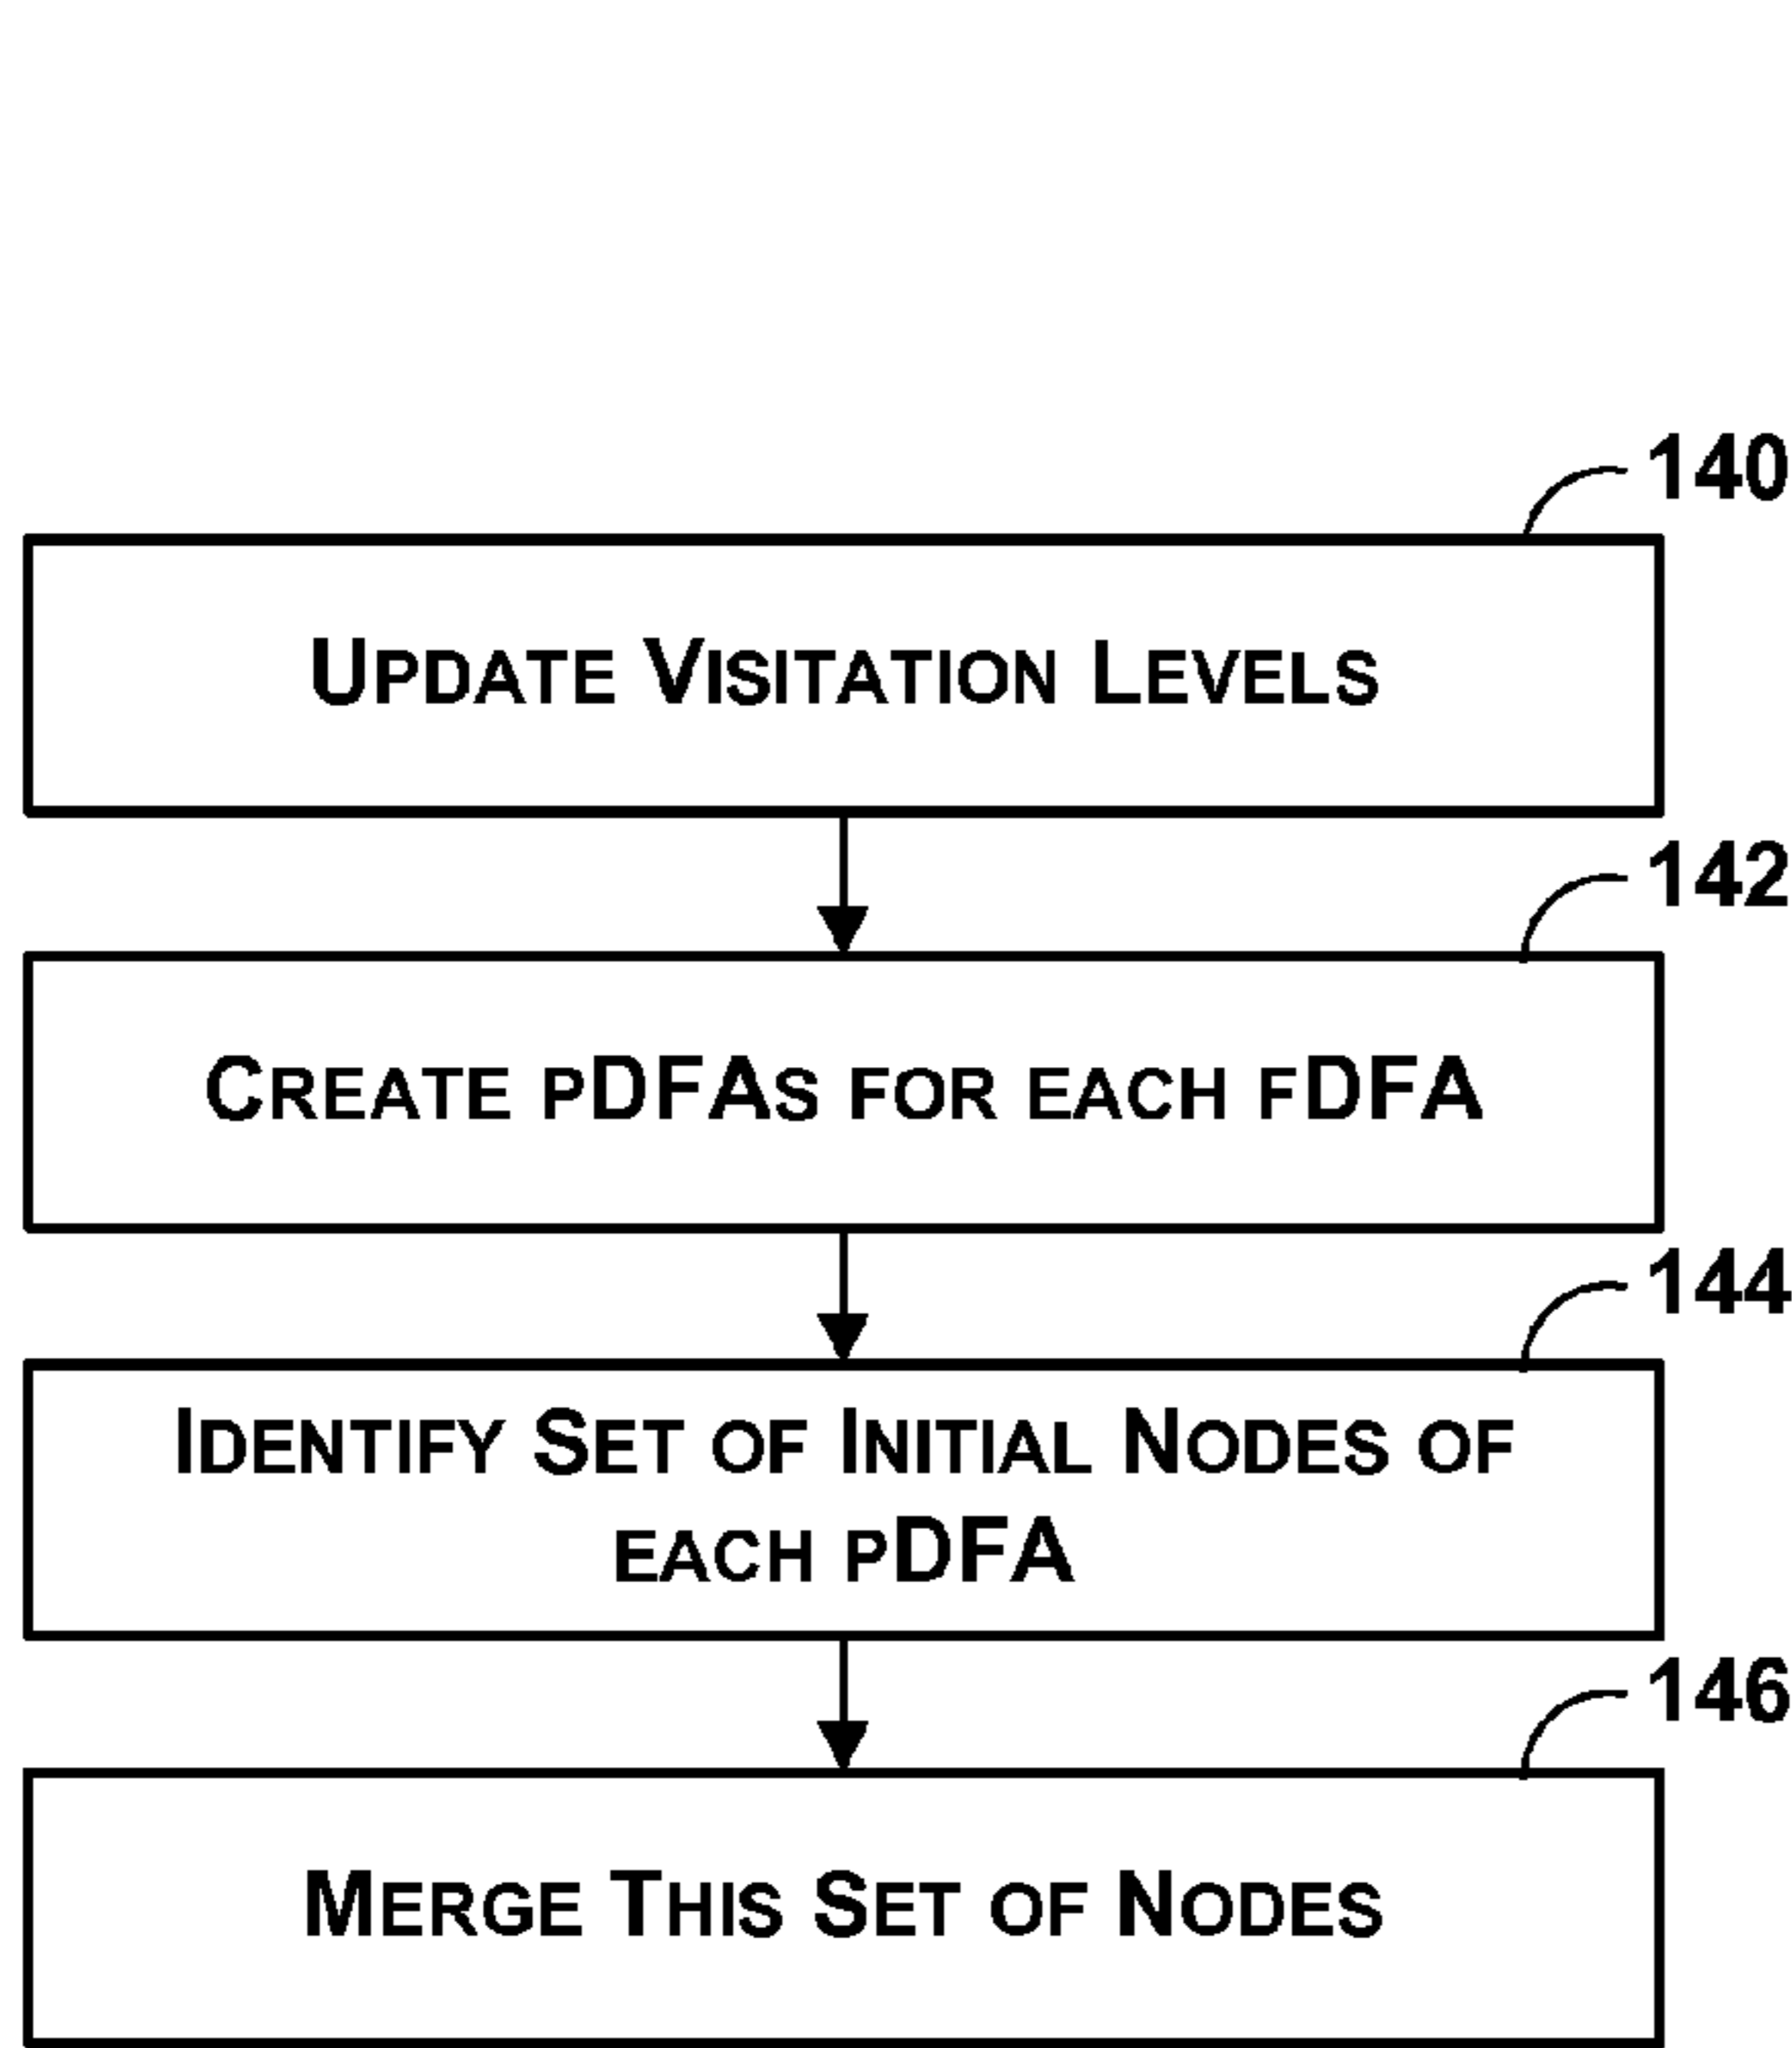 140
UPDATE VISITATION LEVELS
142
CREATE PDFAS FOR EACH FDFA
144
IDENTIFY SET OF INITIAL NODES OF
EACH PDFA
146
MERGE THIS SET OF NODES